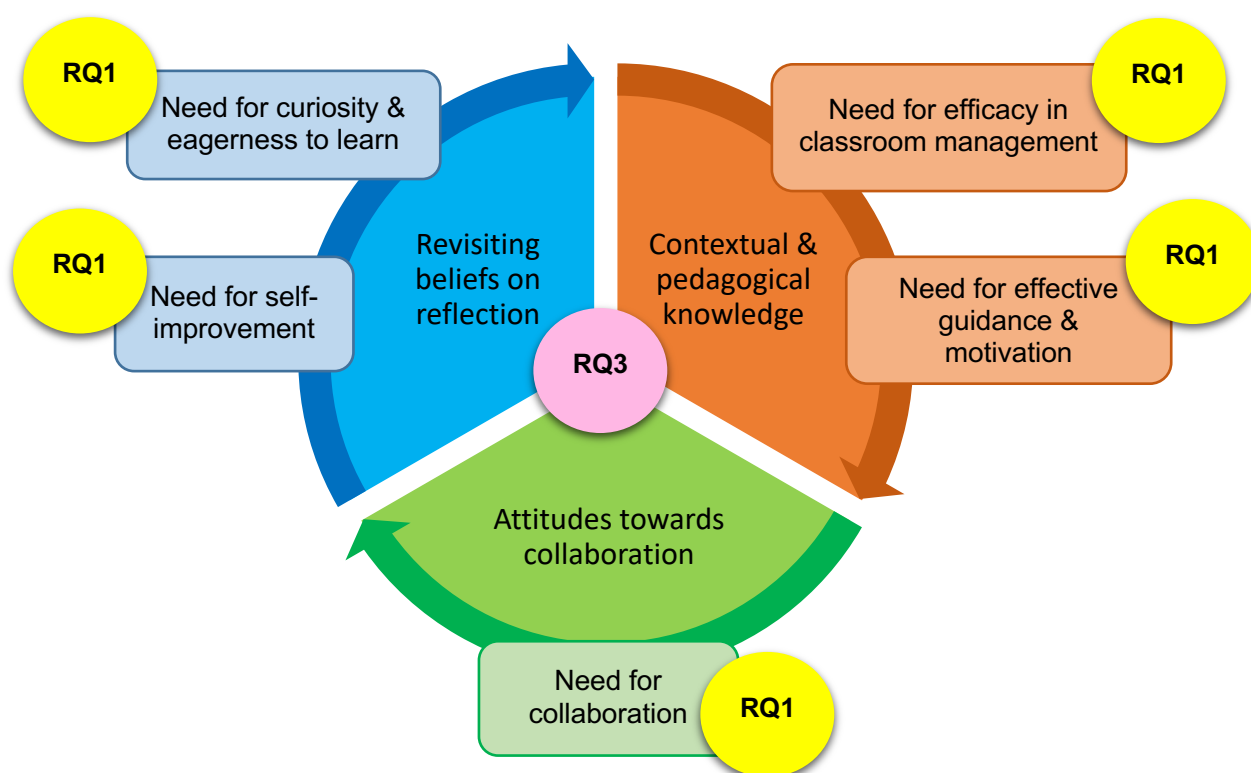 RQ1
Need for curiosity &
eagerness to learn
RQ1
Need for self-
improvement
Revisiting
beliefs on
reflection
RQ1
Need for efficacy in
classroom management
RQ1
Need for effective
guidance &
motivation
Contextual &
pedagogical
knowledge
RQ3
Attitudes towards
collaboration
Need for
collaboration
RQ1